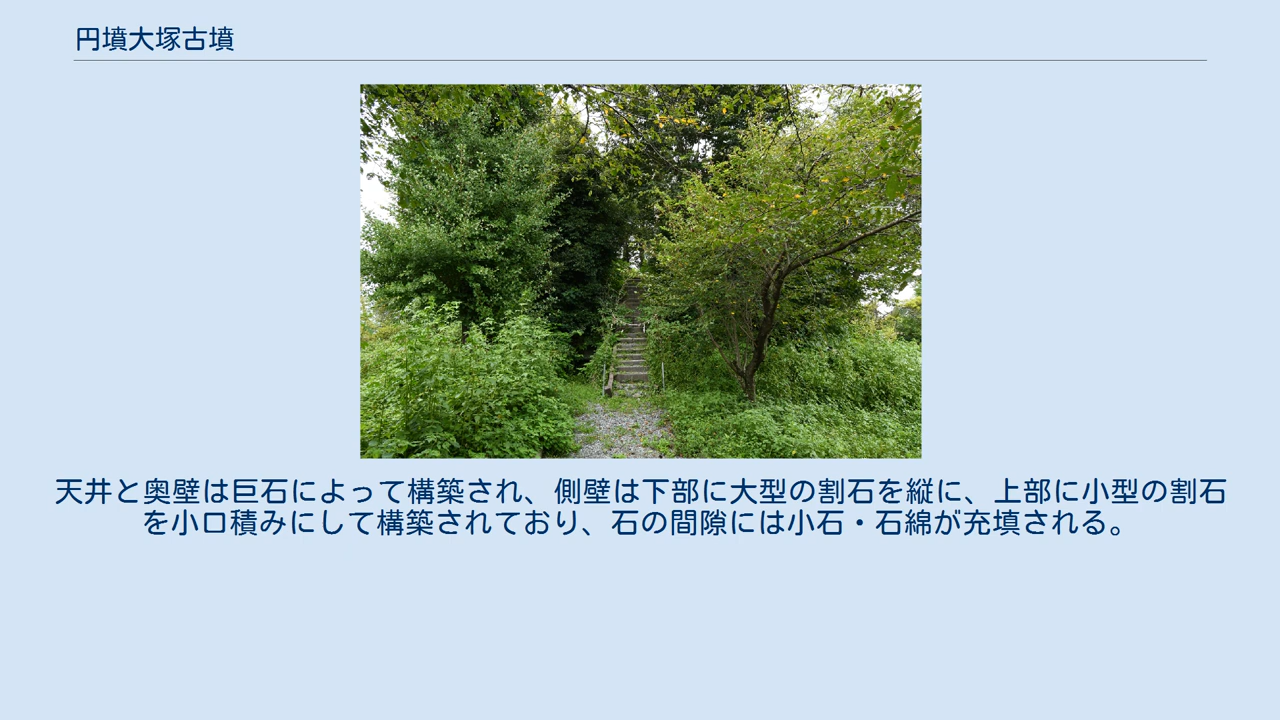 円墳大塚古墳
天井と奥壁は巨石によって構築され、側壁は下部に大型の割石を縦に、上部に小型の割石
を小口積みにして構築されており、石の間隙には小石・石綿が充填される。